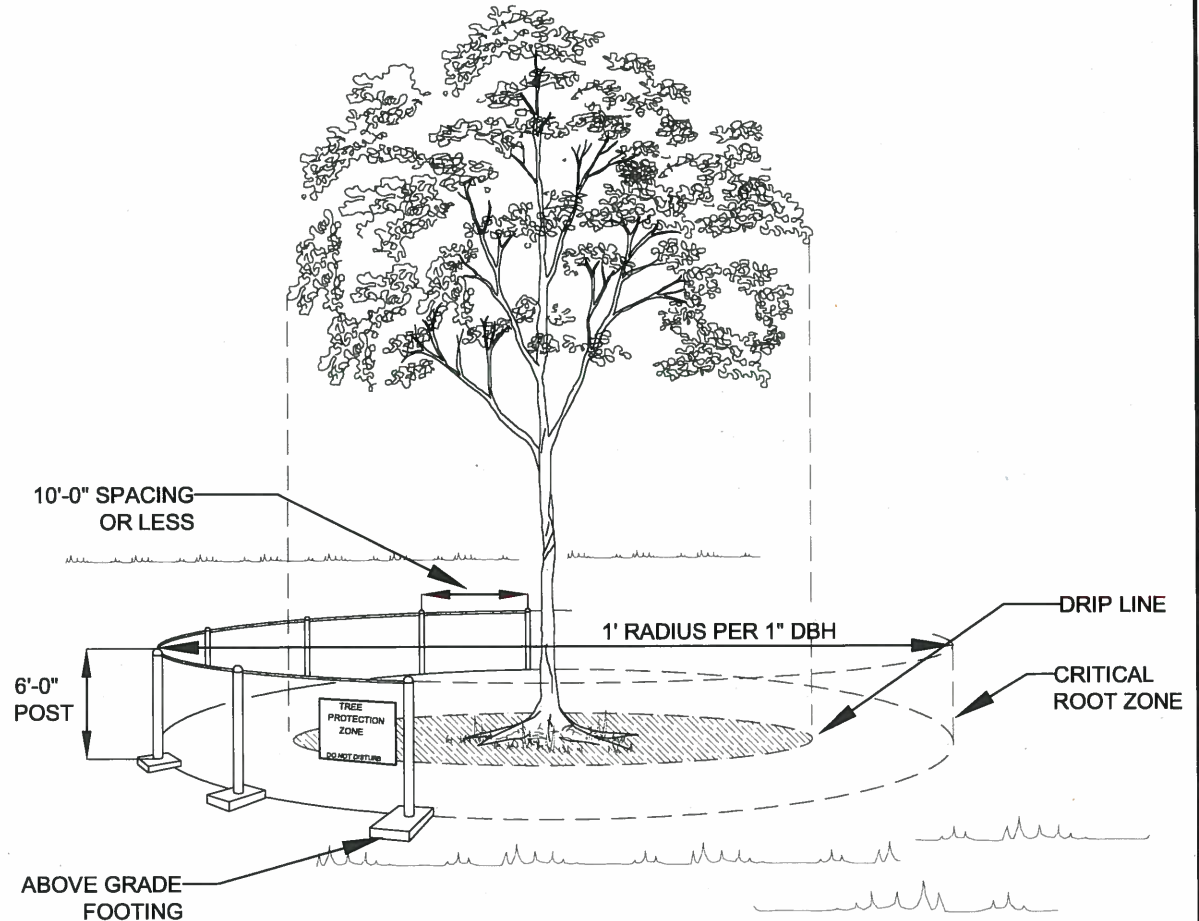 10'-0" SPACING
OR LESS
1' RADIUS PER 1" DBH
DRIP LINE
CRITICAL
ROOT ZONE
6'-0"
POST
TREE
PROTECTION
ZONE
DO NOT DISTURB
ABOVE GRADE
FOOTING